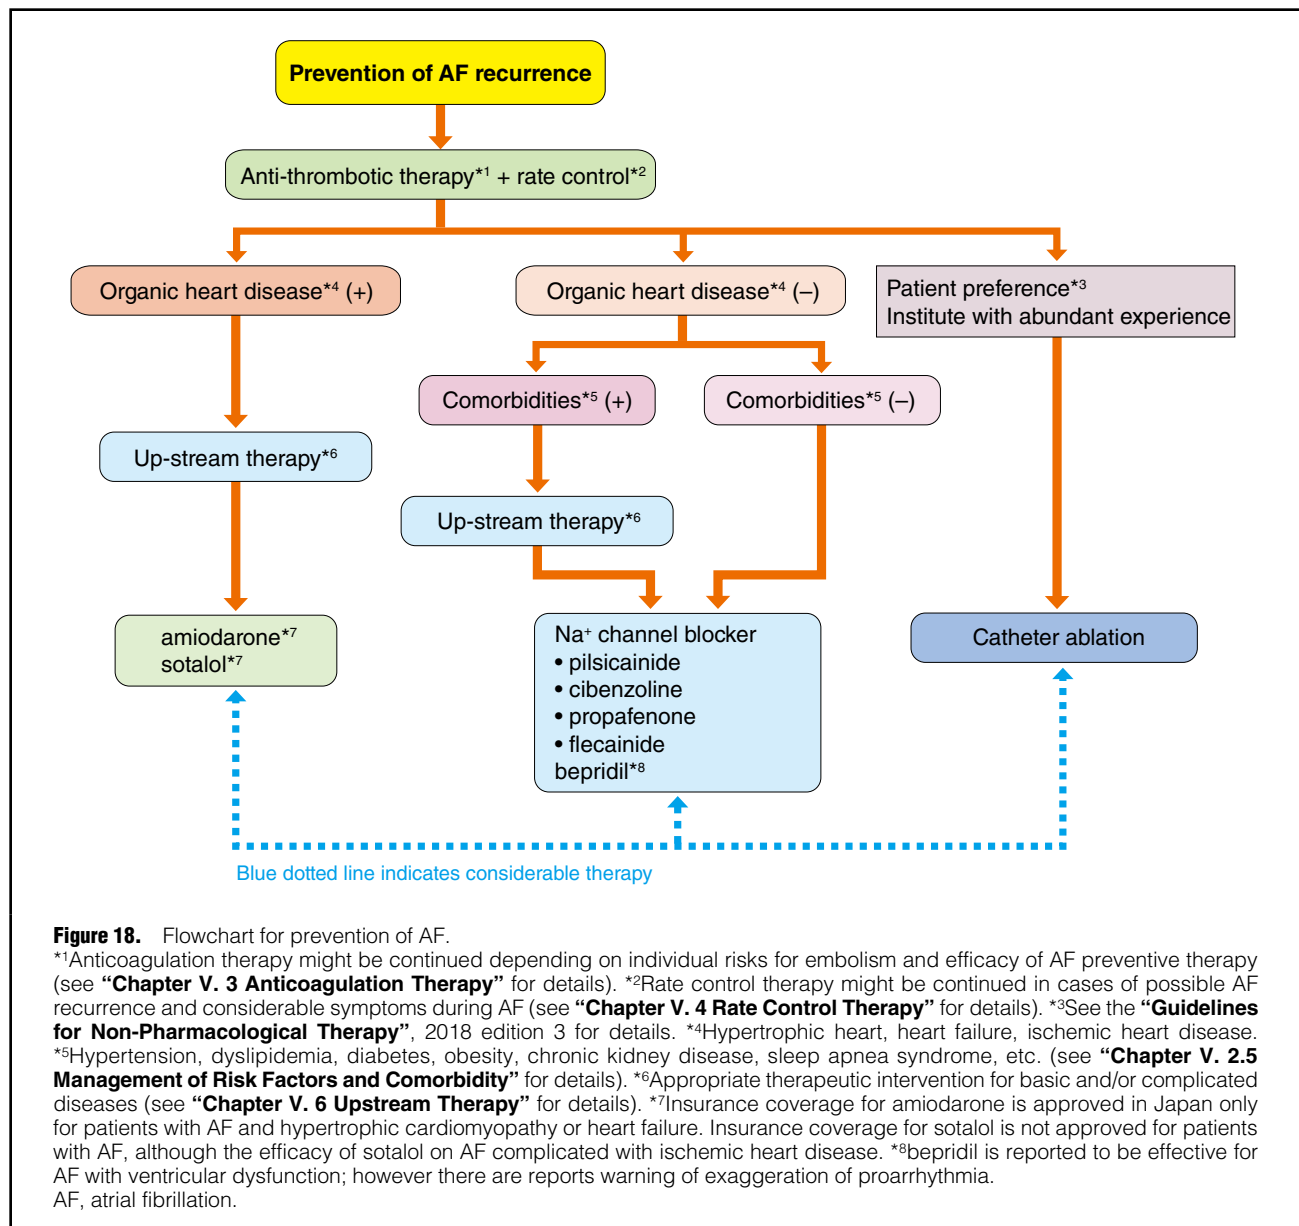 Prevention of AF recurrence
Anti-thrombotic therapy*1 + rate control*2
Organic heart disease*4 (+)
Organic heart disease*4 (–)
Patient preference*3
Institute with abundant experience
Comorbidities*5 (+)
Comorbidities*5 (–)
Up-stream therapy*6
Up-stream therapy*6
amiodarone*7
sotalol*7
Na+ channel blocker
• pilsicainide
• cibenzoline
• propafenone
• flecainide
bepridil*8
Catheter ablation
Blue dotted line indicates considerable therapy
Figure 18. Flowchart for prevention of AF.
*1Anticoagulation therapy might be continued depending on individual risks for embolism and efficacy of AF preventive therapy
(see “Chapter V. 3 Anticoagulation Therapy” for details). *2Rate control therapy might be continued in cases of possible AF
recurrence and considerable symptoms during AF (see “Chapter V. 4 Rate Control Therapy” for details). *3See the “Guidelines
for Non-Pharmacological Therapy”, 2018 edition 3 for details. *4Hypertrophic heart, heart failure, ischemic heart disease.
*5Hypertension, dyslipidemia, diabetes, obesity, chronic kidney disease, sleep apnea syndrome, etc. (see “Chapter V. 2.5
Management of Risk Factors and Comorbidity” for details). *6Appropriate therapeutic intervention for basic and/or complicated
diseases (see “Chapter V. 6 Upstream Therapy” for details). *7Insurance coverage for amiodarone is approved in Japan only
for patients with AF and hypertrophic cardiomyopathy or heart failure. Insurance coverage for sotalol is not approved for patients
with AF, although the efficacy of sotalol on AF complicated with ischemic heart disease. *8bepridil is reported to be effective for
AF with ventricular dysfunction; however there are reports warning of exaggeration of proarrhythmia.
AF, atrial fibrillation.